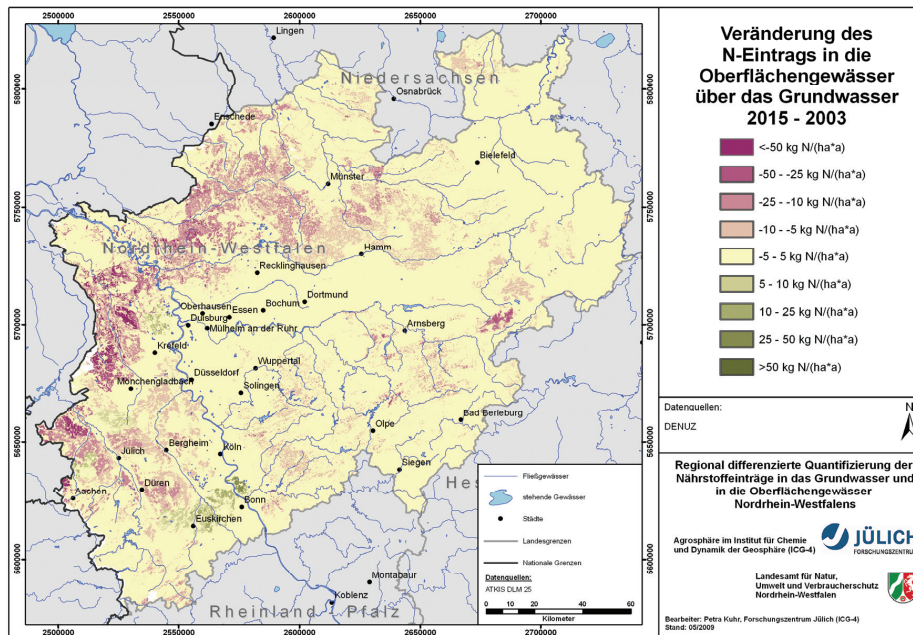 2500000 2550000 2600000 2650000 2700000
Lingen
Niedersachsen
Osnabrück
5800000
Enschede
Bielefeld
Münster
5750000
Nordrhein-Westfalen
Hamm
Recklinghausen
Dortmund
Oberhausen
Essen
Bochum
Duisburg
Mülheim an der Ruhr
Arnsberg
5700000
Krefeld
Wuppertal
Düsseldorf
Mönchengladbach
Solingen
Olpe
Bad Berleburg
5650000
Bergheim
Köln
Jülich
Siegen
Düren
Aachen
Bonn
Hes
Euskirchen
5600000
Montabaur
Koblenz
Rheinland - Pfalz
2500000 2550000 2600000 2650000 2700000
Fließgewässer
stehende Gewässer
Städte
Landesgrenzen
Nationale Grenzen
Datenquellen:
ATKIS DLM 25
0 10 20 40 60
Kilometer
Veränderung des
N-Eintrags in die
Oberflächengewässer
über das Grundwasser
2015 - 2003
<-50 kg N/(ha*a)
-50 - -25 kg N/(ha*a)
-25 - -10 kg N/(ha*a)
-10 - -5 kg N/(ha*a)
-5 - 5 kg N/(ha*a)
5 - 10 kg N/(ha*a)
10 - 25 kg N/(ha*a)
25 - 50 kg N/(ha*a)
>50 kg N/(ha*a)
Datenquellen:
DENUZ
N
Regional differenzierte Quantifizierung der
Nährstoffeinträge in das Grundwasser und
in die Oberflächengewässer
Nordrhein-Westfalens
Agrosphäre im Institut für Chemie
und Dynamik der Geosphäre (ICG-4)
JÜLICH
FORSCHUNGSZENTRUM
Landesamt für Natur,
Umwelt und Verbraucherschutz
Nordrhein-Westfalen
Bearbeiter: Petra Kuhr, Forschungszentrum Jülich (ICG-4)
Stand: 05/2009